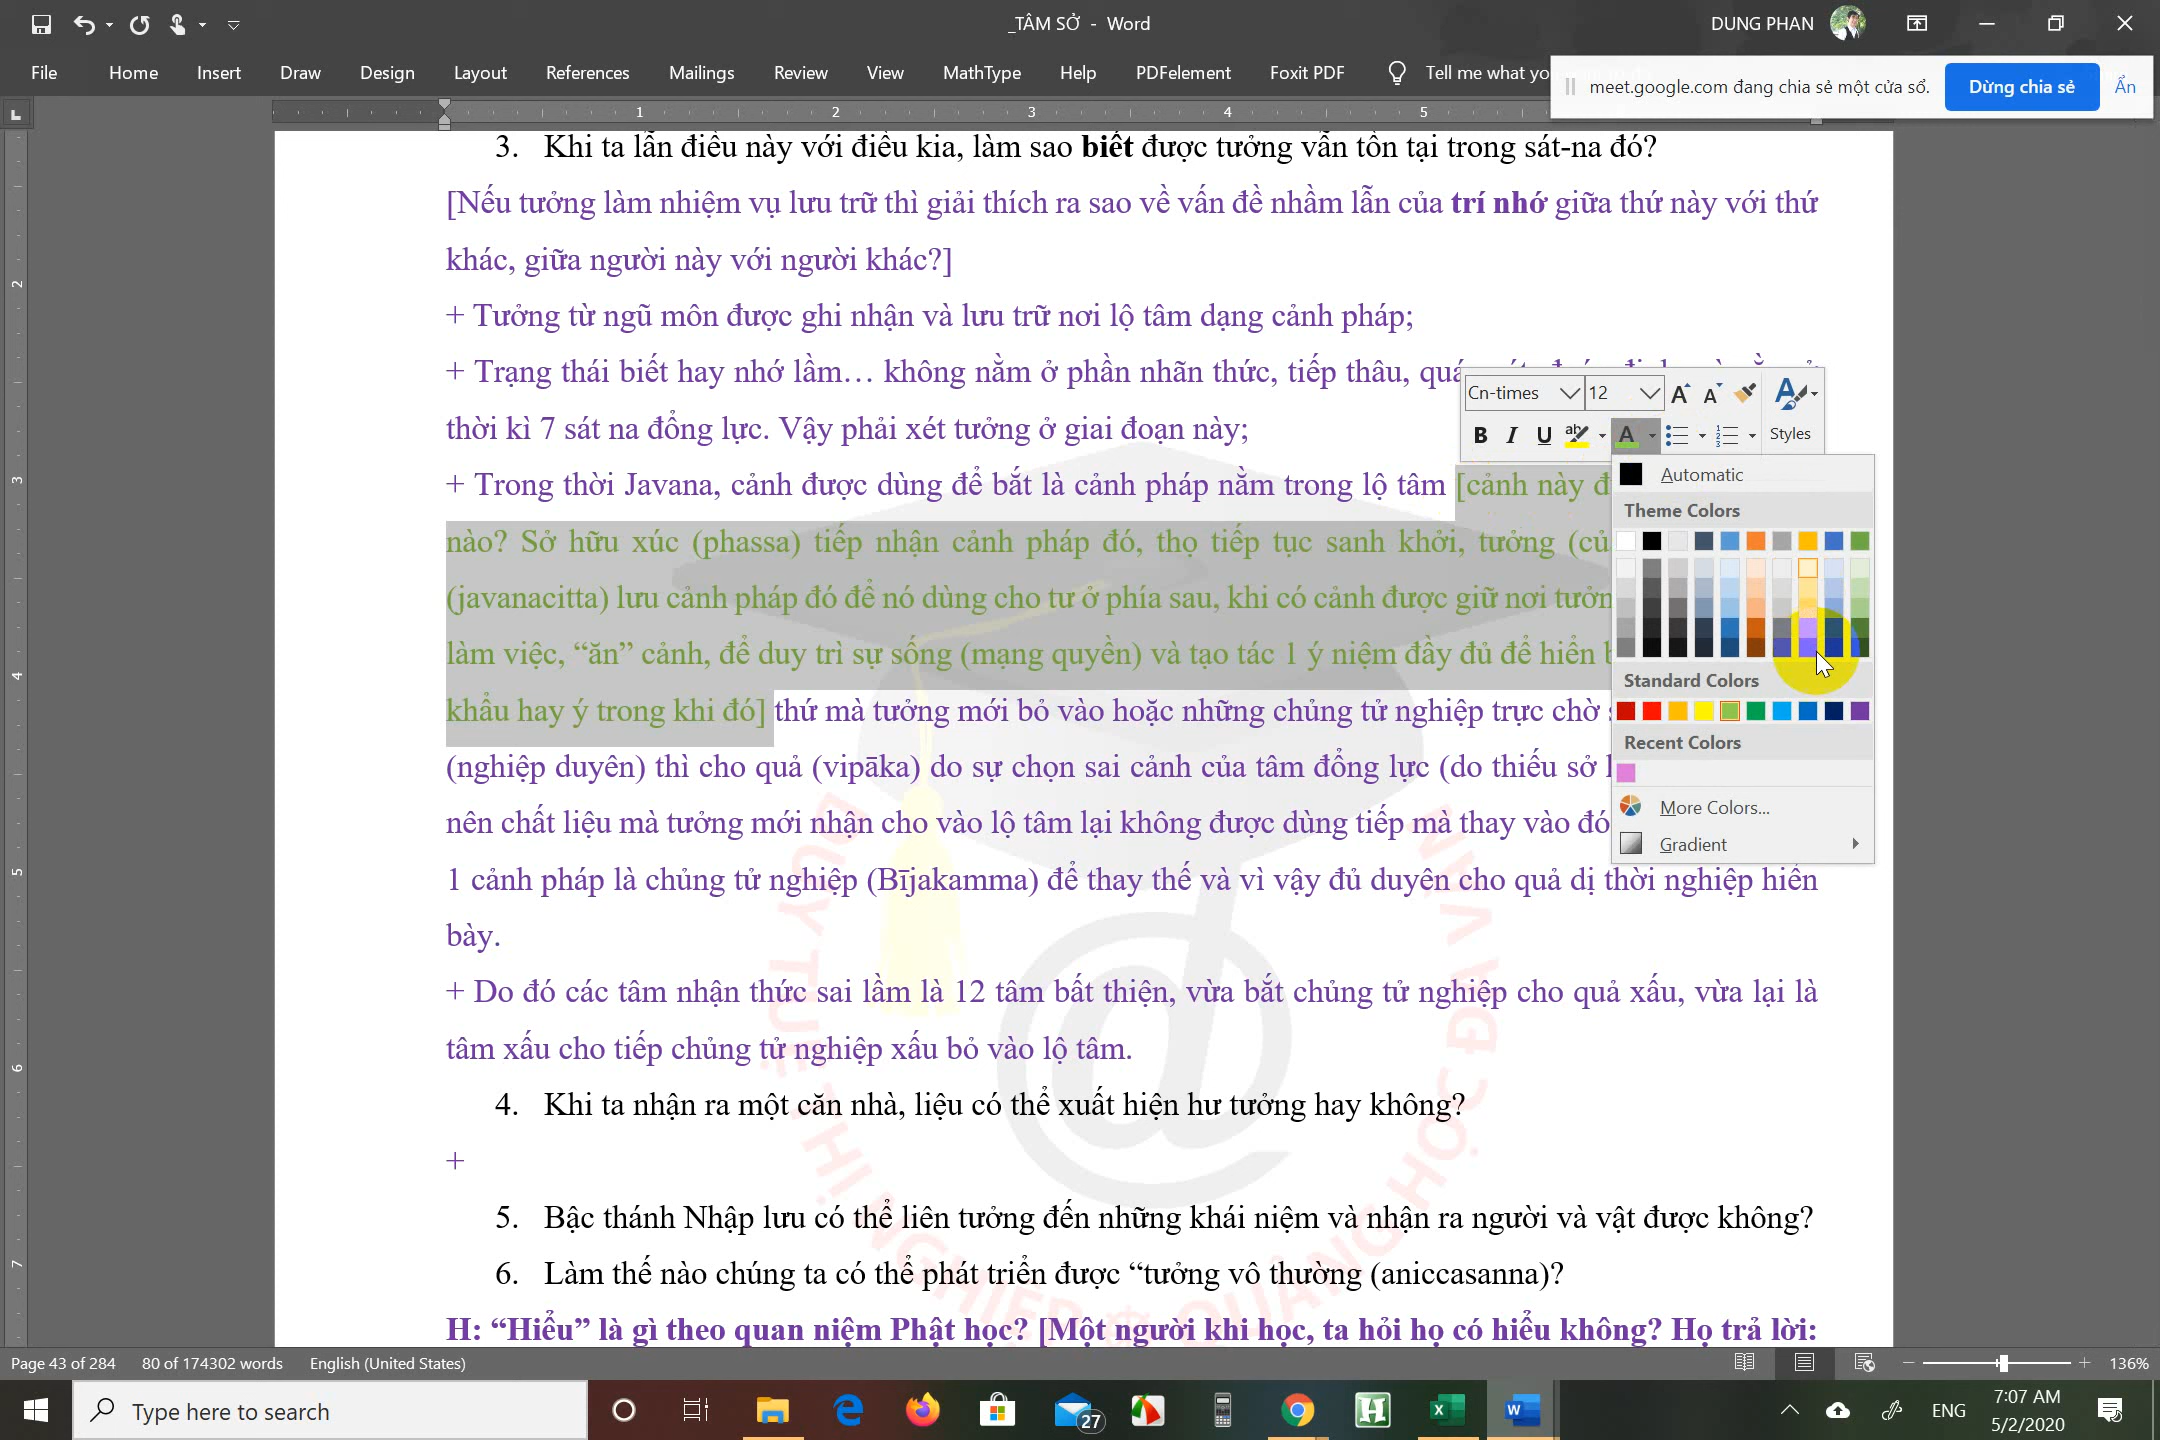 _TÂM SỞ - Word
DUNG PHAN
File Home Insert Draw Design Layout References Mailings Review View MathType Help PDFelement Foxit PDF Tell me what you
meet.google.com đang chia sẻ một cửa sổ. Dừng chia sẻ Ẩn
1 2 3 4 5
3. Khi ta lẫn điều này với điều kia, làm sao biết được tưởng vẫn tồn tại trong sát-na đó?
[Nếu tưởng làm nhiệm vụ lưu trữ thì giải thích ra sao về vấn đề nhầm lẫn của trí nhớ giữa thứ này với thứ
khác, giữa người này với người khác?]
+ Tưởng từ ngũ môn được ghi nhận và lưu trữ nơi lộ tâm dạng cảnh pháp;
+ Trạng thái biết hay nhớ lầm… không nằm ở phần nhãn thức, tiếp thâu,
thời kì 7 sát na đổng lực. Vậy phải xét tưởng ở giai đoạn này;
+ Trong thời Javana, cảnh được dùng để bắt là cảnh pháp nằm trong lộ tâm [cảnh này
nào? Sở hữu xúc (phassa) tiếp nhận cảnh pháp đó, thọ tiếp tục sanh khởi, tưởng
(javanacitta) lưu cảnh pháp đó để nó dùng cho tư ở phía sau, khi có cảnh được giữ nơi
làm việc, “ăn” cảnh, để duy trì sự sống (mạng quyền) và tạo tác 1 ý niệm đầy đủ để hiển
khẩu hay ý trong khi đó] thứ mà tưởng mới bỏ vào hoặc những chủng tử nghiệp trực chờ
(nghiệp duyên) thì cho quả (vipāka) do sự chọn sai cảnh của tâm đổng lực (do thiếu sở
nên chất liệu mà tưởng mới nhận cho vào lộ tâm lại không được dùng tiếp mà thay vào đó
1 cảnh pháp là chủng tử nghiệp (Bījakamma) để thay thế và vì vậy đủ duyên cho quả dị thời nghiệp hiển
bày.
+ Do đó các tâm nhận thức sai lầm là 12 tâm bất thiện, vừa bắt chủng tử nghiệp cho quả xấu, vừa lại là
tâm xấu cho tiếp chủng tử nghiệp xấu bỏ vào lộ tâm.
4. Khi ta nhận ra một căn nhà, liệu có thể xuất hiện hư tưởng hay không?
+
5. Bậc thánh Nhập lưu có thể liên tưởng đến những khái niệm và nhận ra người và vật được không?
6. Làm thế nào chúng ta có thể phát triển được “tưởng vô thường (aniccasanna)?
H: “Hiểu” là gì theo quan niệm Phật học? [Một người khi học, ta hỏi họ có hiểu không? Họ trả lời:
Cn-times 12
B I U Styles
Automatic
Theme Colors
Standard Colors
Recent Colors
More Colors...
Gradient
2
3
4
5
6
7
Page 43 of 284 80 of 174302 words English (United States) 136%
Type here to search
27
ENG
7:07 AM
5/2/2020